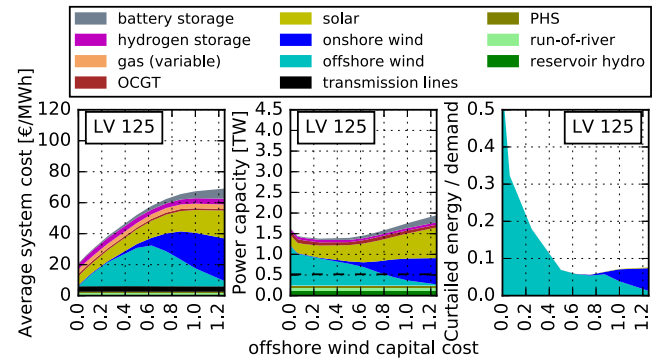 battery storage
hydrogen storage
gas (variable)
OCGT
solar
onshore wind
offshore wind
transmission lines
PHS
run-of-river
reservoir hydro
Average system cost [€/MWh]
120
100
80
60
40
20
0
LV 125
0.0 0.2 0.4 0.6 0.8 1.0 1.2
Power capacity [TW]
4.5
4.0
3.5
3.0
2.5
2.0
1.5
1.0
0.5
0.0
LV 125
0.0 0.2 0.4 0.6 0.8 1.0 1.2
Curtailed energy / demand
0.5
0.4
0.3
0.2
0.1
0.0
LV 125
0.0 0.2 0.4 0.6 0.8 1.0 1.2
offshore wind capital cost